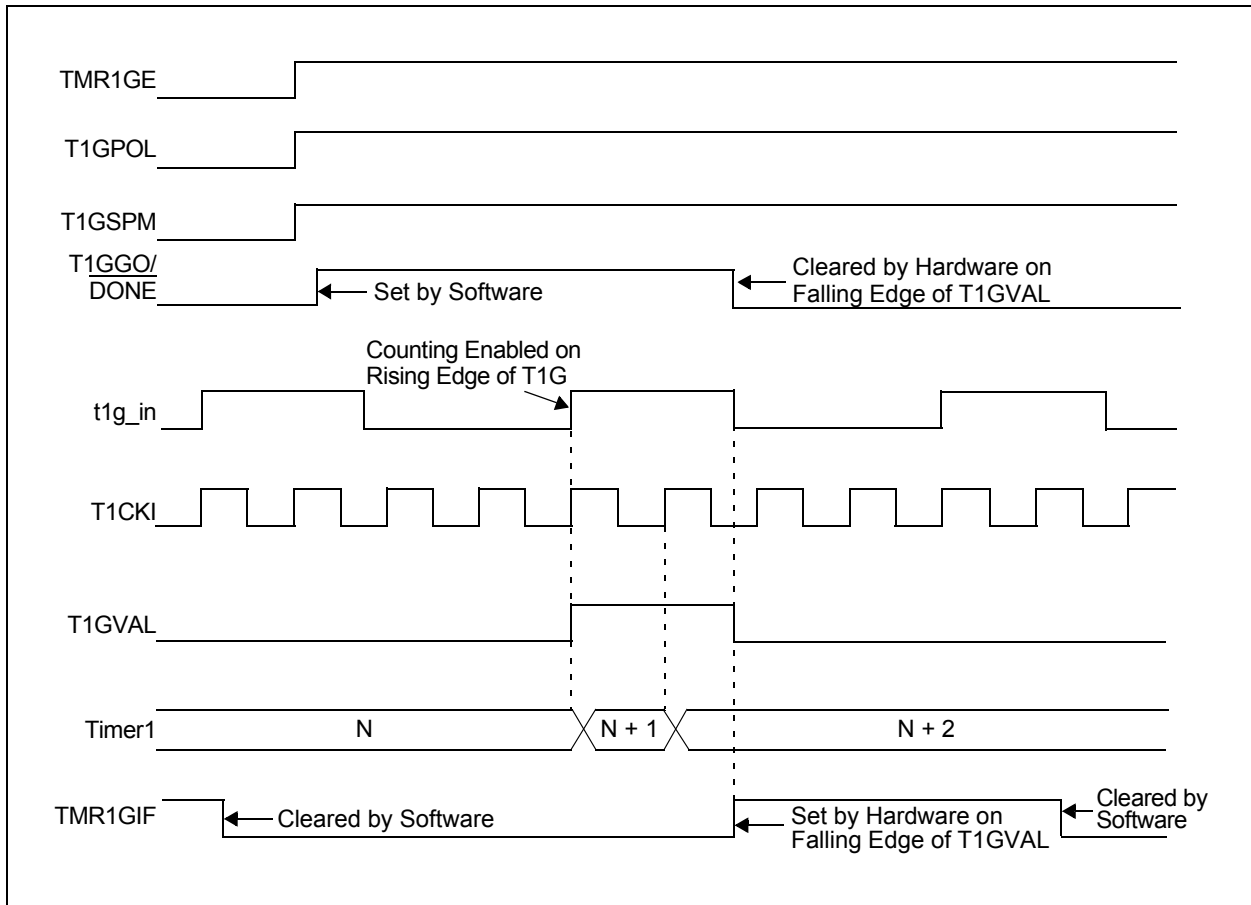 TMR1GE
T1GPOL
T1GSPM
T1GGO/
DONE
Set by Software
Cleared by Hardware on
Falling Edge of T1GVAL
Counting Enabled on
Rising Edge of T1G
t1g_in
T1CKI
T1GVAL
Timer1
N
N + 1
N + 2
TMR1GIF
Cleared by Software
Set by Hardware on
Falling Edge of T1GVAL
Cleared by
Software